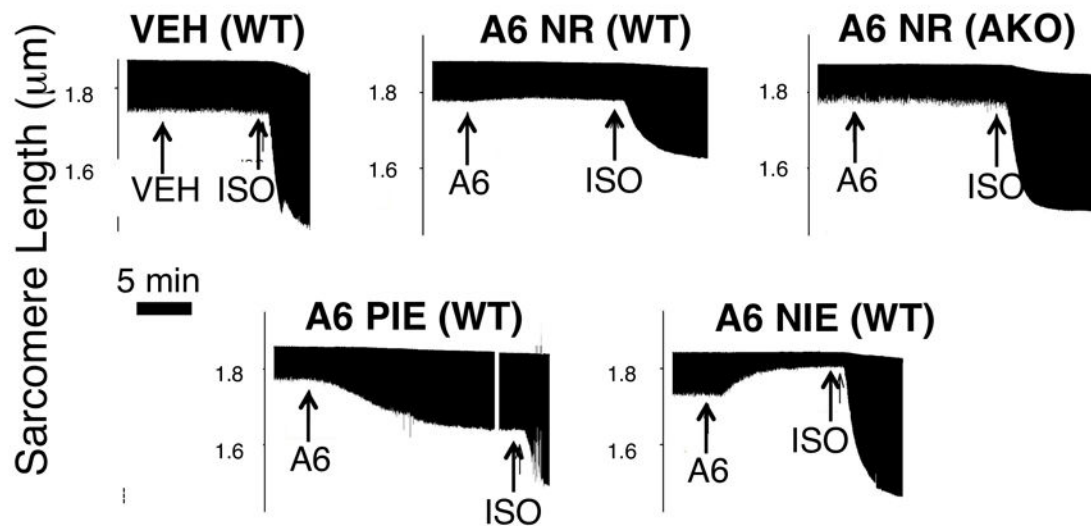 VEH (WT)
A6 NR (WT)
A6 NR (AKO)
Sarcomere Length (μm)
1.8
1.6
VEH
ISO
1.8
1.6
A6
ISO
1.8
1.6
A6
ISO
5 min
A6 PIE (WT)
A6 NIE (WT)
1.8
1.6
A6
ISO
1.8
1.6
A6
ISO